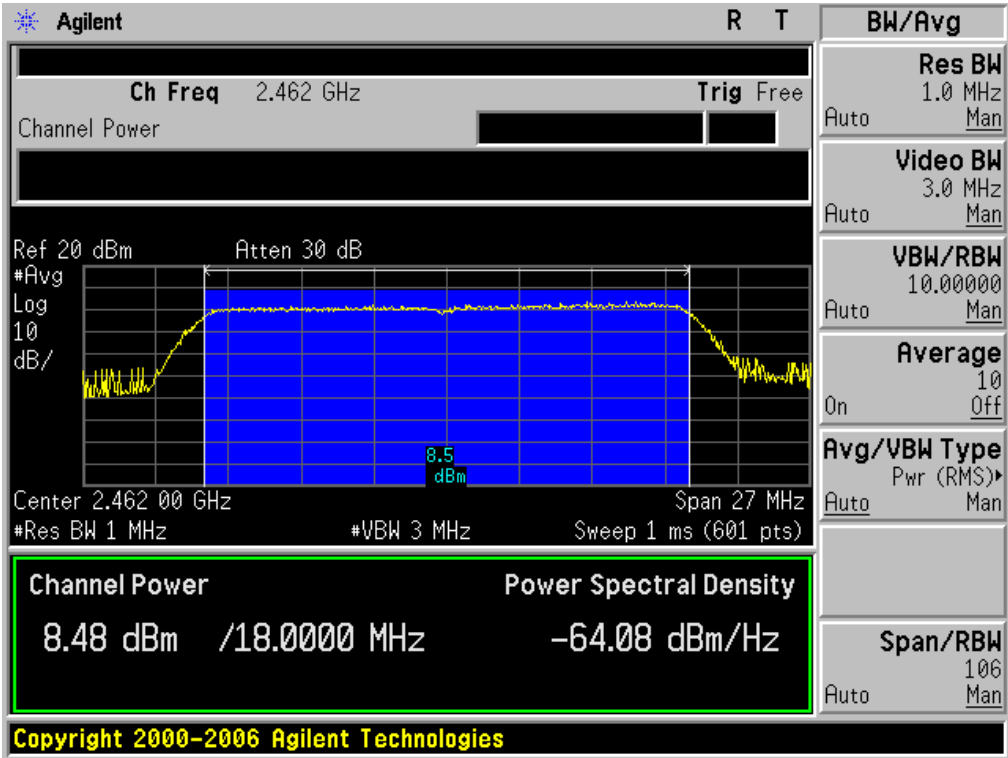 Agilent R T
Ch Freq 2.462 GHz Trig Free
Channel Power
Ref 20 dBm Atten 30 dB
#Avg
Log
10
dB/
8.5
dBm
Center 2.462 00 GHz Span 27 MHz
#Res BW 1 MHz #VBW 3 MHz Sweep 1 ms (601 pts)
Channel Power Power Spectral Density
8.48 dBm /18.0000 MHz -64.08 dBm/Hz
Copyright 2000-2006 Agilent Technologies
BW/Avg
Res BW
1.0 MHz
Auto Man
Video BW
3.0 MHz
Auto Man
VBW/RBW
10.00000
Auto Man
Average
10
On Off
Avg/VBW Type
Pwr (RMS)▸
Auto Man
Span/RBW
106
Auto Man